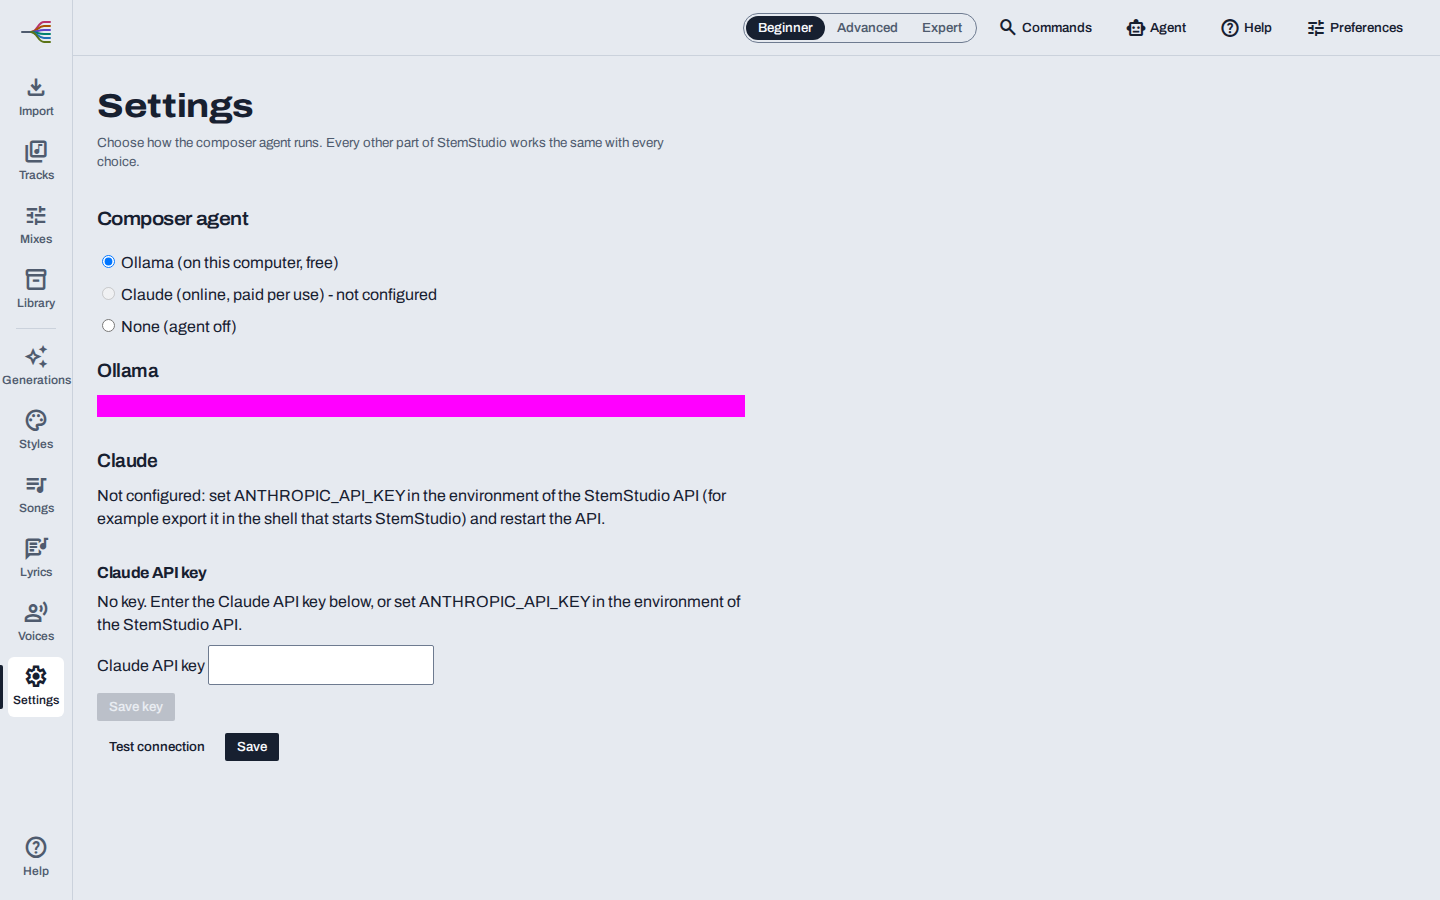 Beginner
Advanced
Expert
Commands
Agent
Help
Preferences
Import
Tracks
Mixes
Library
Generations
Styles
Songs
Lyrics
Voices
Settings
Help
Settings
Choose how the composer agent runs. Every other part of StemStudio works the same with every
choice.
Composer agent
Ollama (on this computer, free)
Claude (online, paid per use) - not configured
None (agent off)
Ollama
Claude
Not configured: set ANTHROPIC_API_KEY in the environment of the StemStudio API (for
example export it in the shell that starts StemStudio) and restart the API.
Claude API key
No key. Enter the Claude API key below, or set ANTHROPIC_API_KEY in the environment of
the StemStudio API.
Claude API key
Save key
Test connection
Save